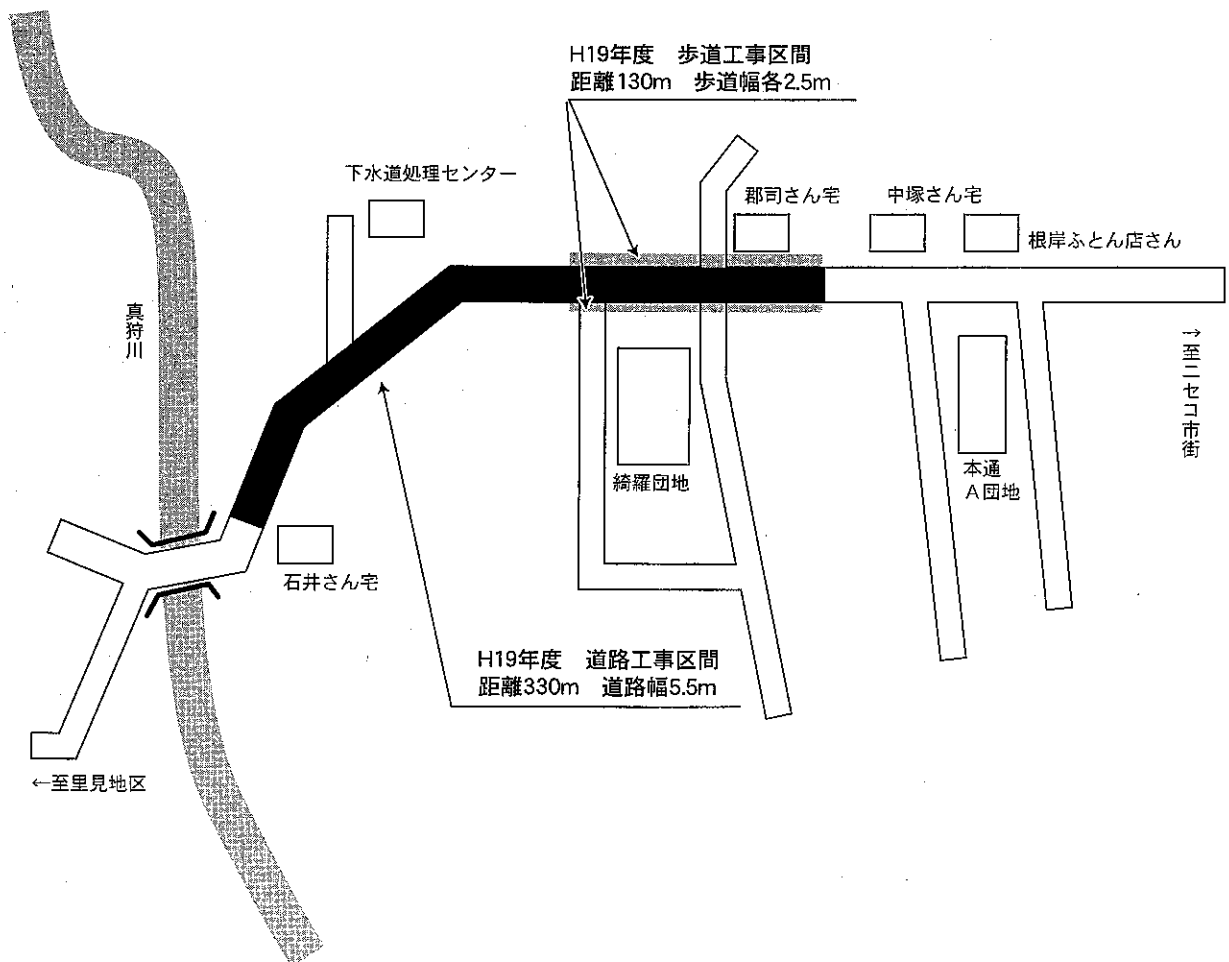 H19年度　歩道工事区間
距離130m　歩道幅各2.5m
下水道処理センター
郡司さん宅
中塚さん宅
根岸ふとん店さん
真狩川
→至ニセコ市街
綺羅団地
本通
A団地
石井さん宅
H19年度　道路工事区間
距離330m　道路幅5.5m
←至里見地区